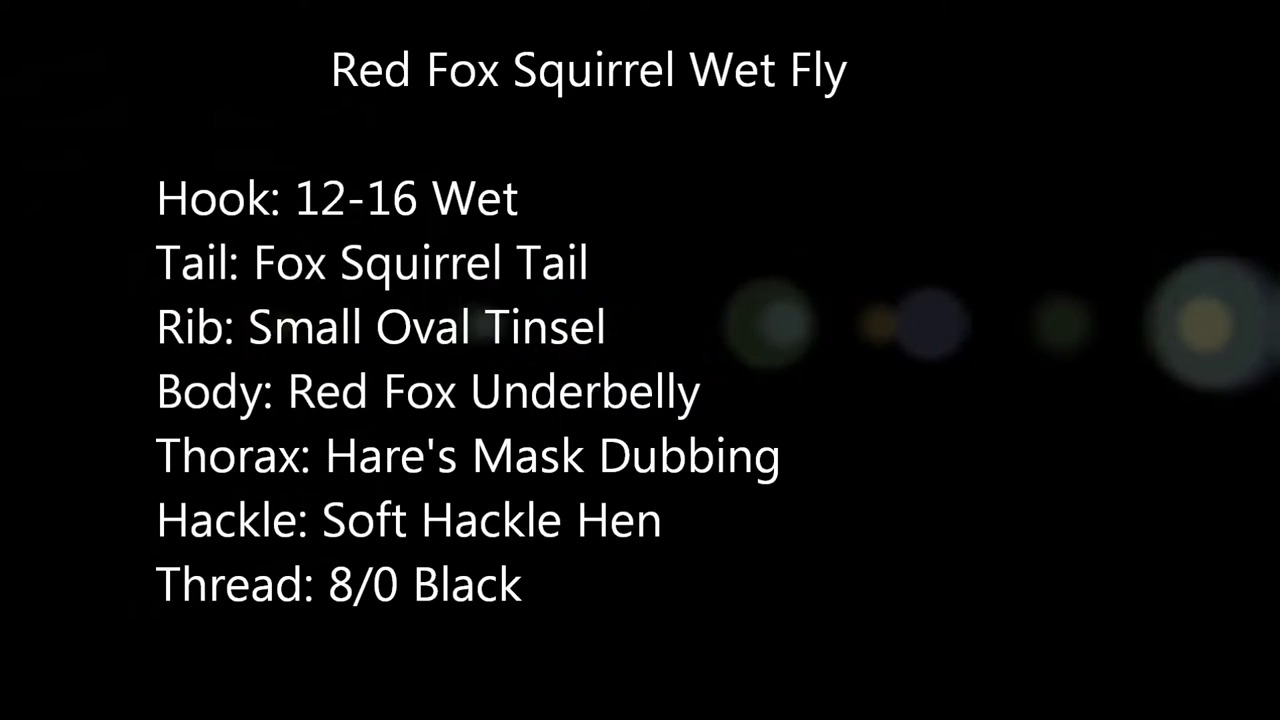 Red Fox Squirrel Wet Fly
Hook: 12-16 Wet
Tail: Fox Squirrel Tail
Rib: Small Oval Tinsel
Body: Red Fox Underbelly
Thorax: Hare's Mask Dubbing
Hackle: Soft Hackle Hen
Thread: 8/0 Black